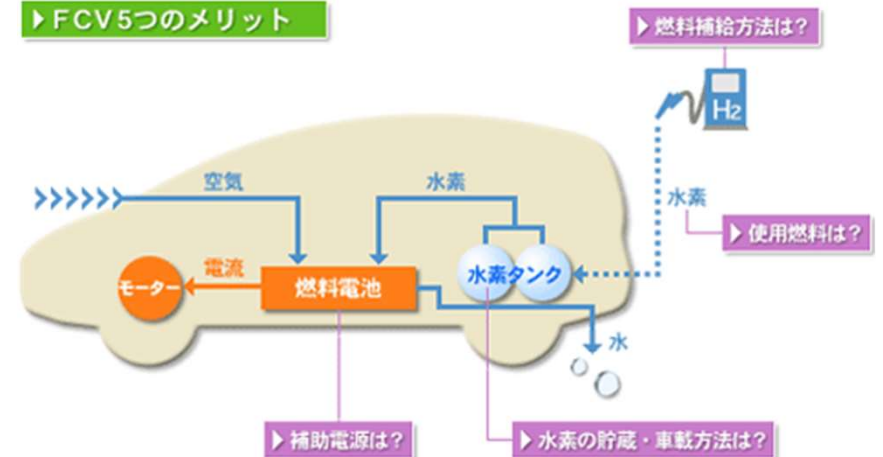 ▶FCV5つのメリット
▶燃料補給方法は?
H2
空気
水素
水素
▶使用燃料は?
電流
モーター
燃料電池
水素タンク
水
▶補助電源は?
▶水素の貯蔵・車載方法は?